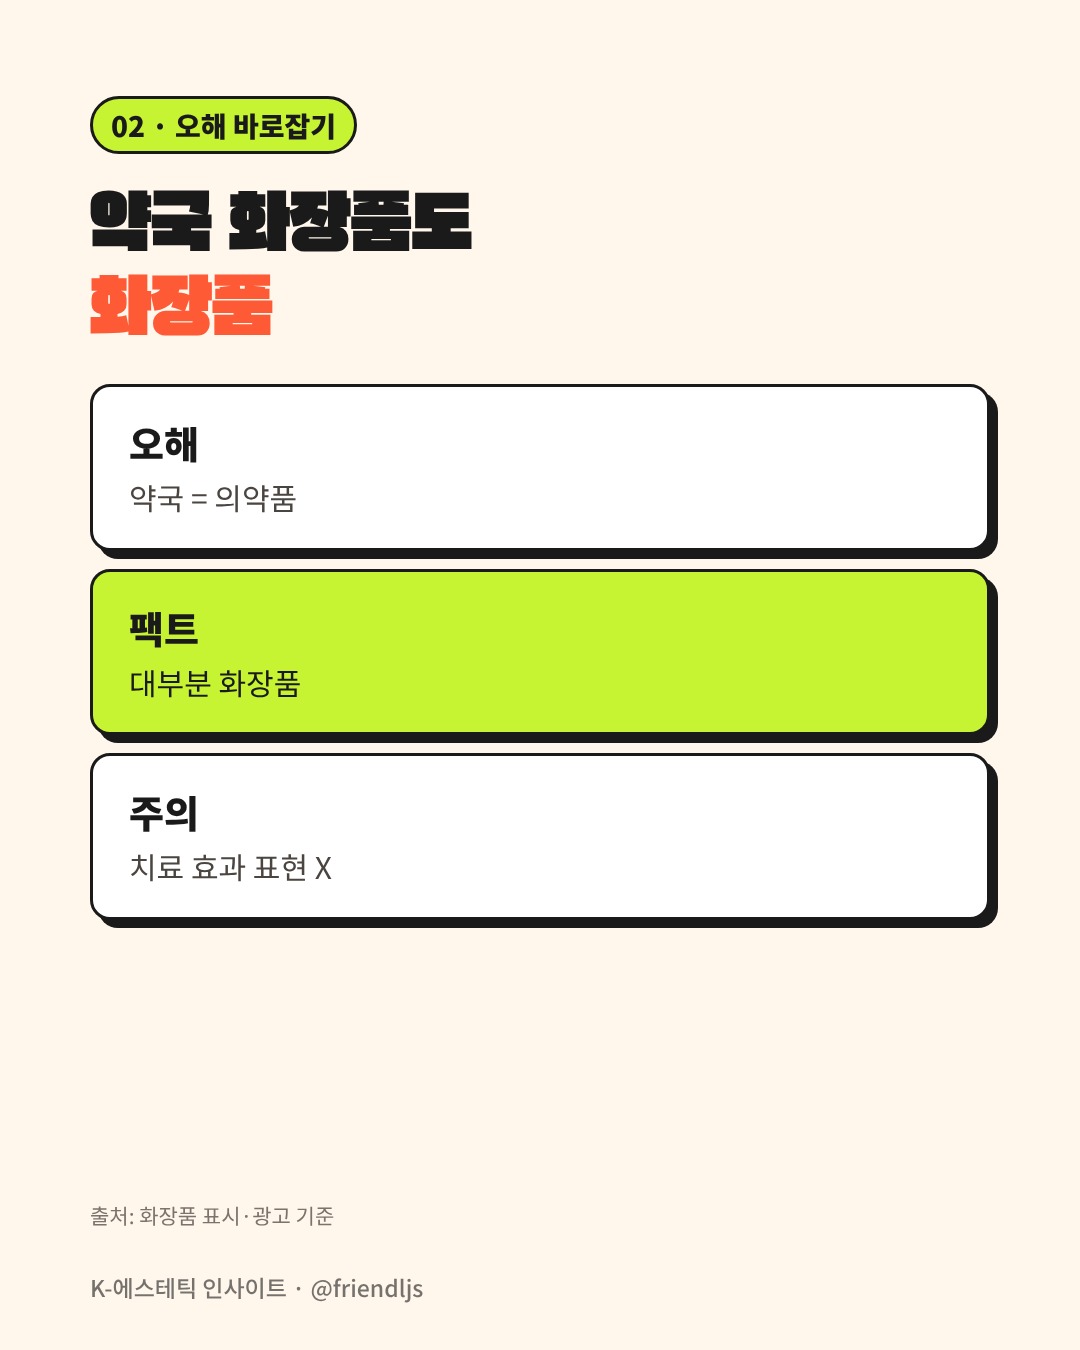 02 · 오해 바로잡기
약국 화장품도
화장품
오해
약국 = 의약품
팩트
대부분 화장품
주의
치료 효과 표현 X
출처: 화장품 표시·광고 기준
K-에스테틱 인사이트 · @friendljs